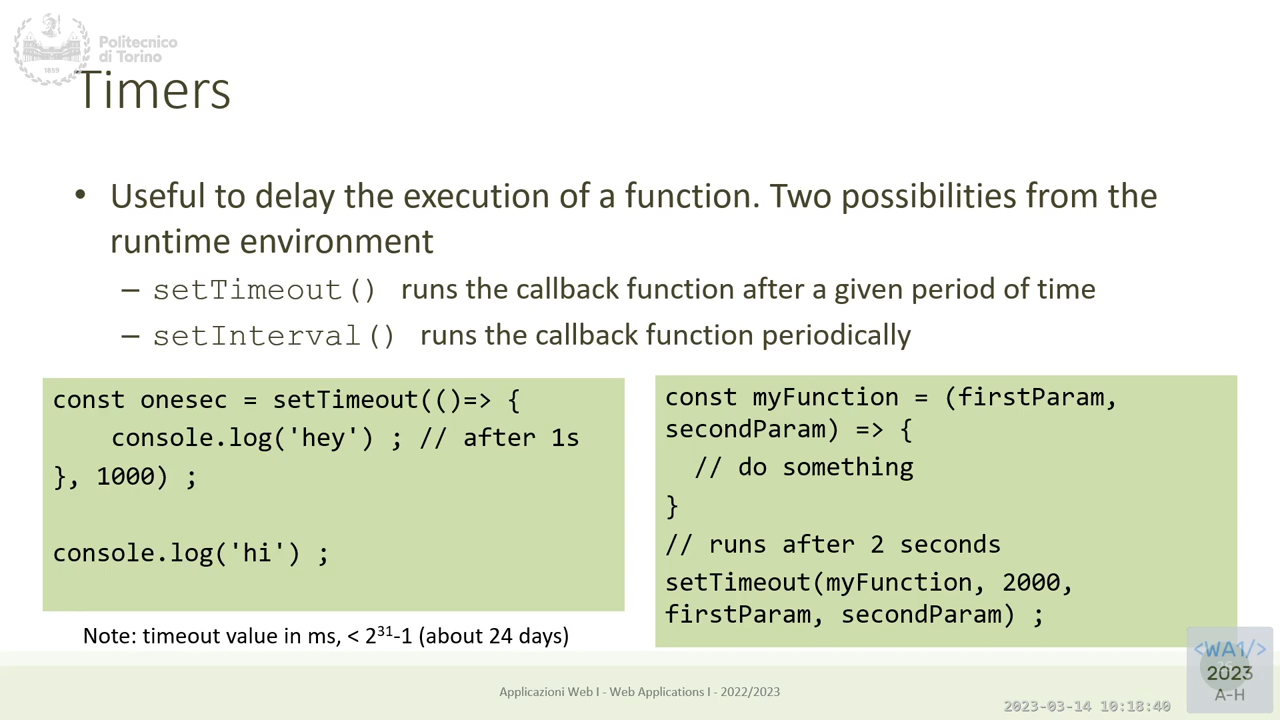 Politecnico
di Torino
1859
Timers
• Useful to delay the execution of a function. Two possibilities from the
runtime environment
– setTimeout() runs the callback function after a given period of time
– setInterval() runs the callback function periodically
const onesec = setTimeout(()=> {
console.log('hey') ; // after 1s
}, 1000) ;
console.log('hi') ;
Note: timeout value in ms, < 2³¹-1 (about 24 days)
const myFunction = (firstParam,
secondParam) => {
// do something
}
// runs after 2 seconds
setTimeout(myFunction, 2000,
firstParam, secondParam) ;
Applicazioni Web I - Web Applications I - 2022/2023
<WA1/>
2023
A-H
2023-03-14 10:18:40